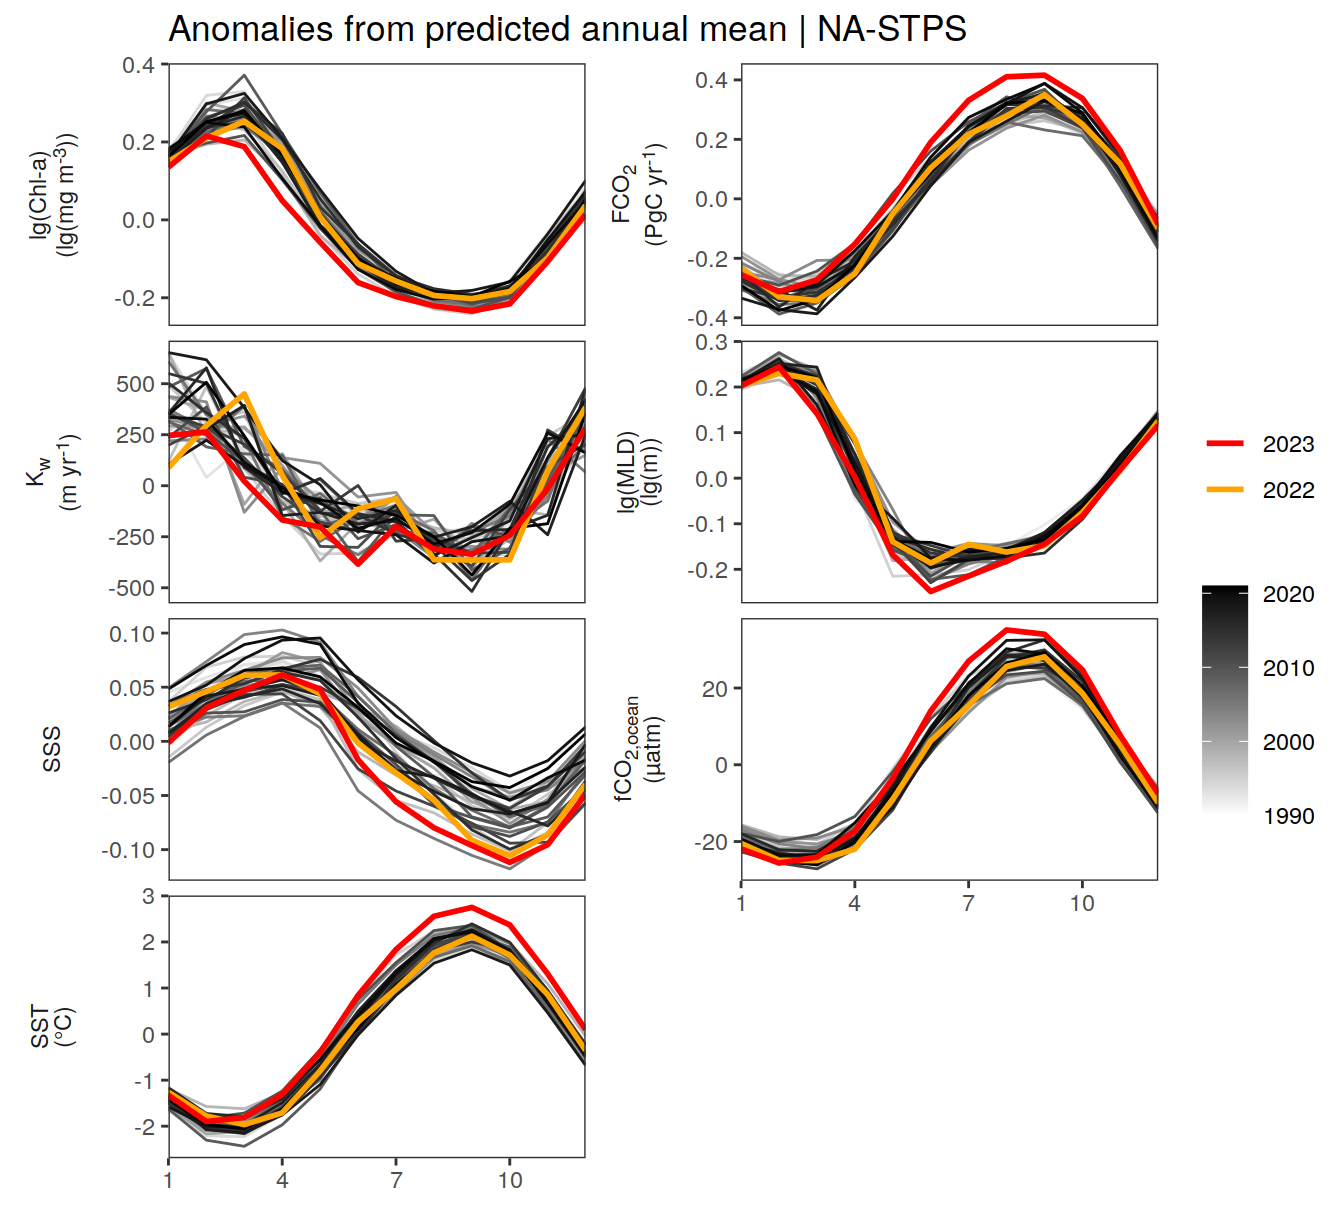 Anomalies from predicted annual mean | NA-STPS
lg(Chl-a)
(lg(mg m-3))
0.4
0.2
0.0
-0.2
FCO2
(PgC yr-1)
0.4
0.2
0.0
-0.2
-0.4
Kw
(m yr-1)
500
250
0
-250
-500
lg(MLD)
(lg(m))
0.3
0.2
0.1
0.0
-0.1
-0.2
SSS
0.10
0.05
0.00
-0.05
-0.10
fCO2,ocean
(µatm)
20
0
-20
1 4 7 10
SST
(°C)
3
2
1
0
-1
-2
1 4 7 10
2023
2022
2020
2010
2000
1990